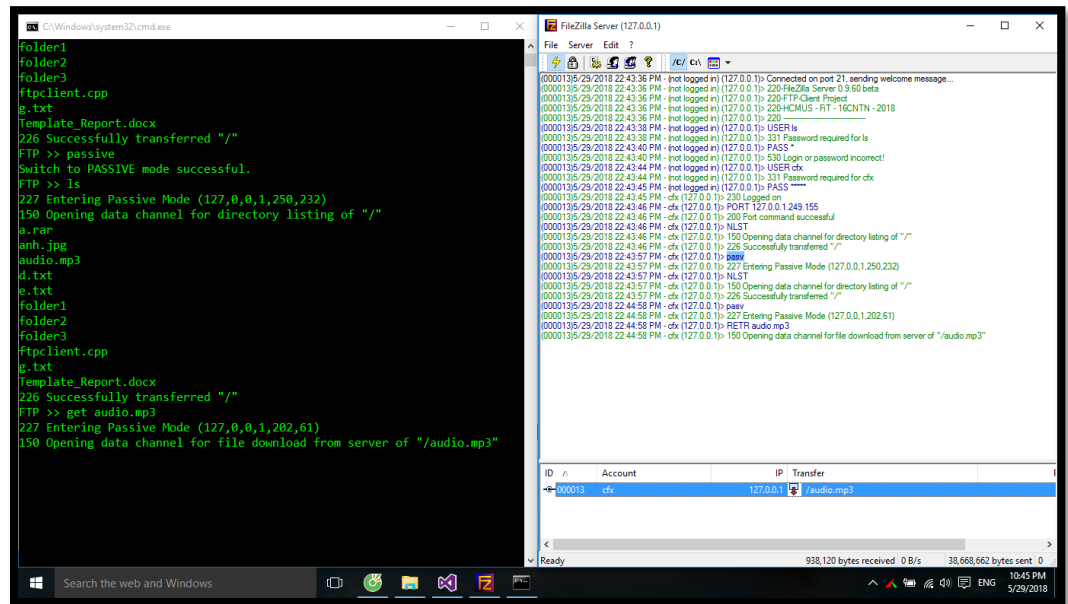 C:\Windows\system32\cmd.exe
folder1
folder2
folder3
ftpclient.cpp
g.txt
Template_Report.docx
226 Successfully transferred "/"
FTP >> passive
Switch to PASSIVE mode successful.
FTP >> ls
227 Entering Passive Mode (127,0,0,1,250,232)
150 Opening data channel for directory listing of "/"
a.rar
anh.jpg
audio.mp3
d.txt
e.txt
folder1
folder2
folder3
ftpclient.cpp
g.txt
Template_Report.docx
226 Successfully transferred "/"
FTP >> get audio.mp3
227 Entering Passive Mode (127,0,0,1,202,61)
150 Opening data channel for file download from server of "/audio.mp3"
FileZilla Server (127.0.0.1)
File Server Edit ?
/C/ C:\
(000013)5/29/2018 22:43:36 PM - (not logged in) (127.0.0.1)> Connected on port 21, sending welcome message...
(000013)5/29/2018 22:43:36 PM - (not logged in) (127.0.0.1)> 220-FileZilla Server 0.9.60 beta
(000013)5/29/2018 22:43:36 PM - (not logged in) (127.0.0.1)> 220-FTP-Client Project
(000013)5/29/2018 22:43:36 PM - (not logged in) (127.0.0.1)> 220-HCMUS - FIT - 16CNTN - 2018
(000013)5/29/2018 22:43:36 PM - (not logged in) (127.0.0.1)> 220 -------------------------
(000013)5/29/2018 22:43:38 PM - (not logged in) (127.0.0.1)> USER ls
(000013)5/29/2018 22:43:38 PM - (not logged in) (127.0.0.1)> 331 Password required for ls
(000013)5/29/2018 22:43:40 PM - (not logged in) (127.0.0.1)> PASS *
(000013)5/29/2018 22:43:40 PM - (not logged in) (127.0.0.1)> 530 Login or password incorrect!
(000013)5/29/2018 22:43:44 PM - (not logged in) (127.0.0.1)> USER cfx
(000013)5/29/2018 22:43:44 PM - (not logged in) (127.0.0.1)> 331 Password required for cfx
(000013)5/29/2018 22:43:45 PM - (not logged in) (127.0.0.1)> PASS *****
(000013)5/29/2018 22:43:45 PM - cfx (127.0.0.1)> 230 Logged on
(000013)5/29/2018 22:43:46 PM - cfx (127.0.0.1)> PORT 127,0,0,1,249,155
(000013)5/29/2018 22:43:46 PM - cfx (127.0.0.1)> 200 Port command successful
(000013)5/29/2018 22:43:46 PM - cfx (127.0.0.1)> NLST
(000013)5/29/2018 22:43:46 PM - cfx (127.0.0.1)> 150 Opening data channel for directory listing of "/"
(000013)5/29/2018 22:43:46 PM - cfx (127.0.0.1)> 226 Successfully transferred "/"
(000013)5/29/2018 22:43:57 PM - cfx (127.0.0.1)> pasv
(000013)5/29/2018 22:43:57 PM - cfx (127.0.0.1)> 227 Entering Passive Mode (127,0,0,1,250,232)
(000013)5/29/2018 22:43:57 PM - cfx (127.0.0.1)> NLST
(000013)5/29/2018 22:43:57 PM - cfx (127.0.0.1)> 150 Opening data channel for directory listing of "/"
(000013)5/29/2018 22:43:57 PM - cfx (127.0.0.1)> 226 Successfully transferred "/"
(000013)5/29/2018 22:44:58 PM - cfx (127.0.0.1)> pasv
(000013)5/29/2018 22:44:58 PM - cfx (127.0.0.1)> 227 Entering Passive Mode (127,0,0,1,202,61)
(000013)5/29/2018 22:44:58 PM - cfx (127.0.0.1)> RETR audio.mp3
(000013)5/29/2018 22:44:58 PM - cfx (127.0.0.1)> 150 Opening data channel for file download from server of "/audio.mp3"
ID Account IP Transfer
000013 cfx 127.0.0.1 /audio.mp3
Ready 938,120 bytes received 0 B/s 38,668,662 bytes sent 0
Search the web and Windows
ENG
10:45 PM
5/29/2018